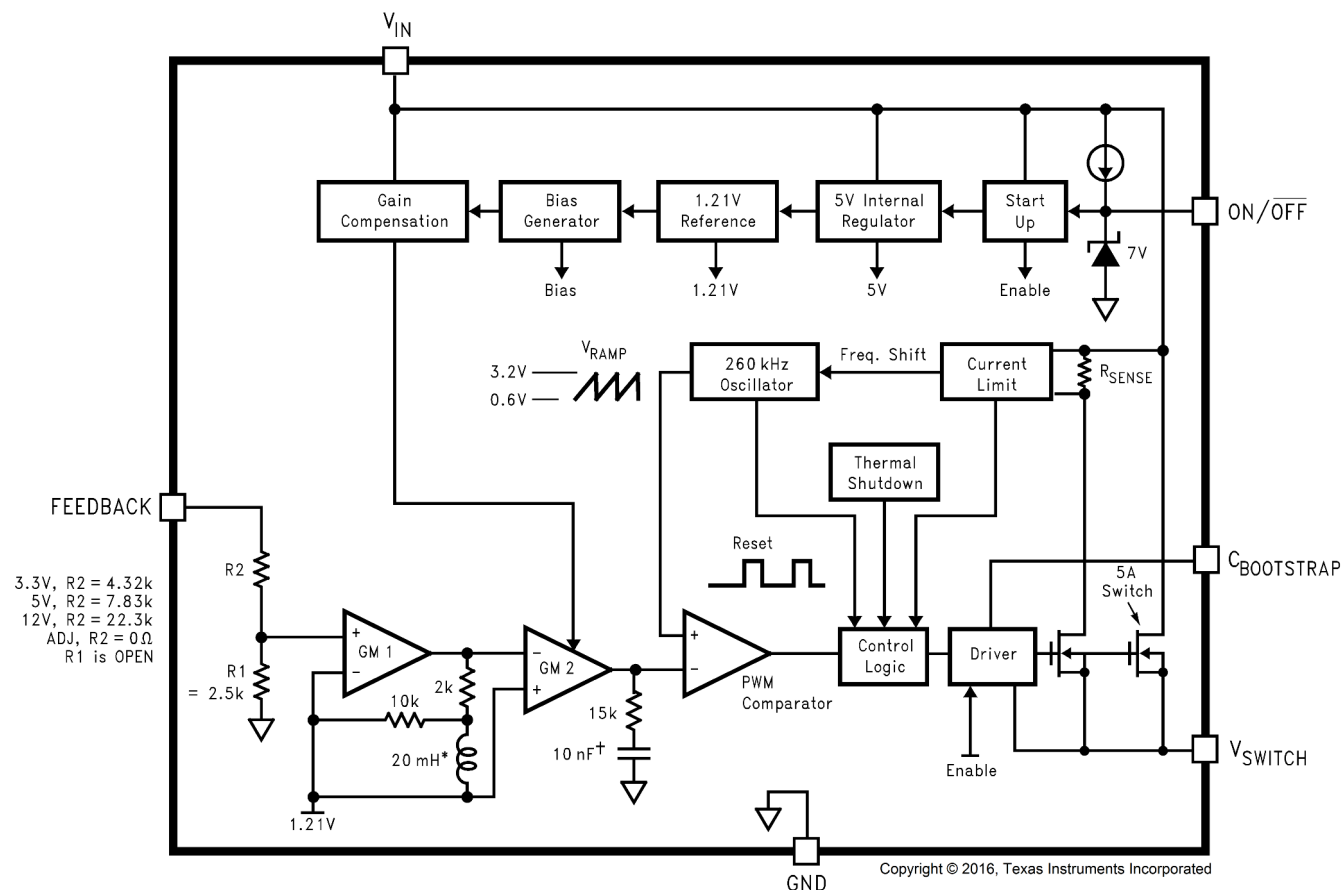 VIN
Gain
Compensation
Bias
Generator
1.21V
Reference
5V Internal
Regulator
Start
Up
ON/OFF
7V
Bias
1.21V
5V
Enable
VRAMP
3.2V
0.6V
260 kHz
Oscillator
Freq. Shift
Current
Limit
RSENSE
Thermal
Shutdown
FEEDBACK
3.3V, R2 = 4.32k
5V, R2 = 7.83k
12V, R2 = 22.3k
ADJ, R2 = 0Ω
R1 is OPEN
R2
R1
= 2.5k
Reset
CBOOTSTRAP
5A
Switch
+
GM 1
−
2k
10k
20 mH*
1.21V
−
GM 2
+
15k
10 nF†
+
−
PWM
Comparator
Control
Logic
Driver
Enable
VSWITCH
GND
Copyright © 2016, Texas Instruments Incorporated